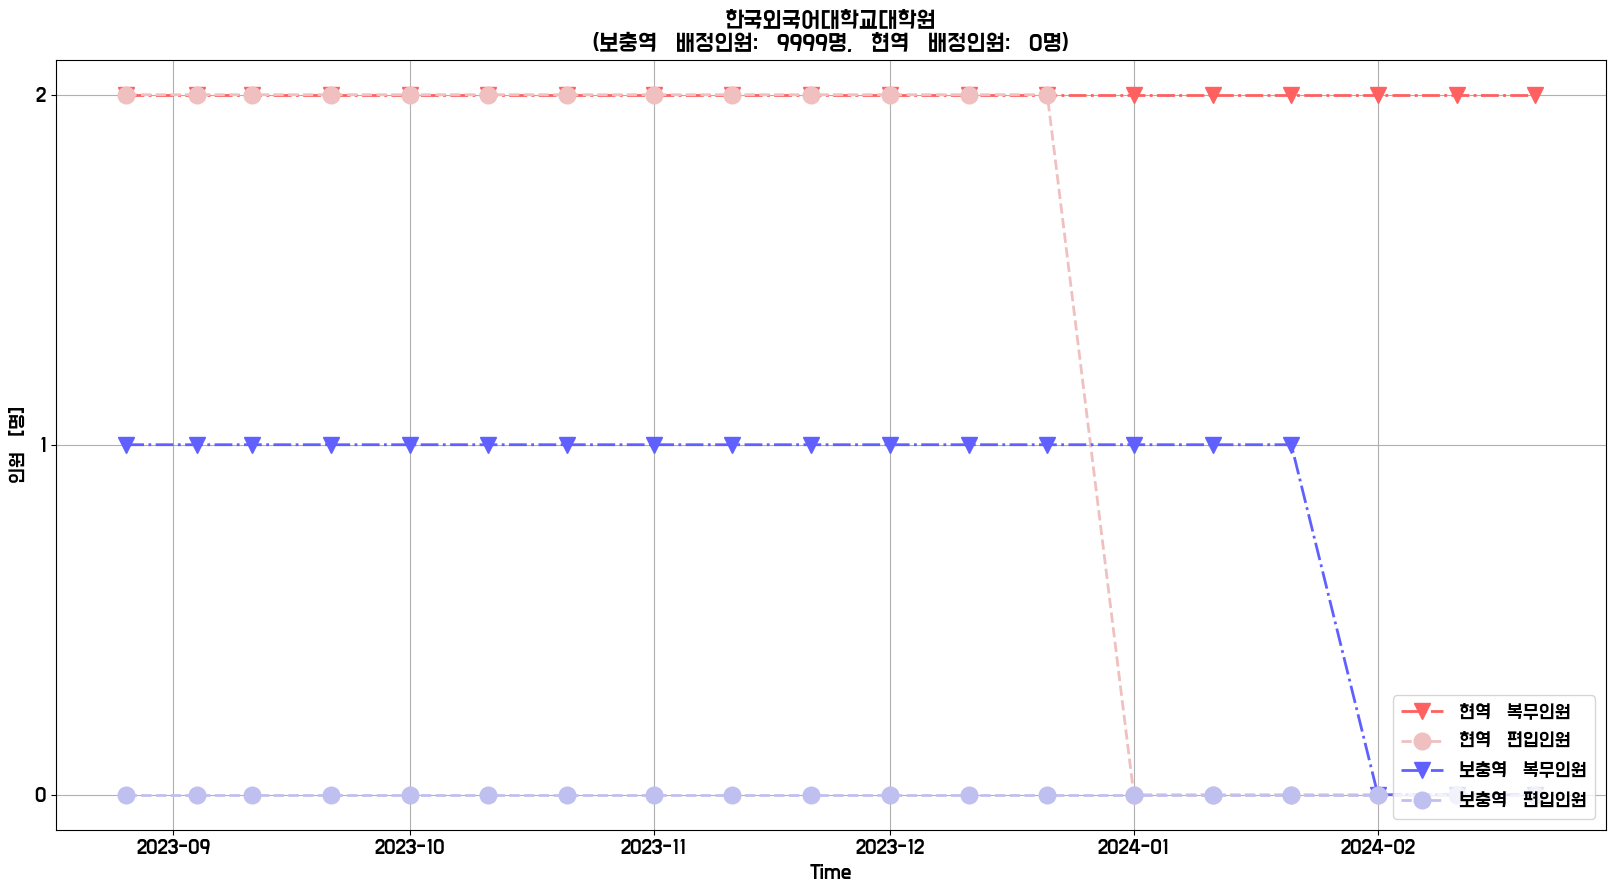 한국외국어대학교대학원
(보충역 배정인원: 9999명, 현역 배정인원: 0명)
인원 [명]
2
1
0
2023-09 2023-10 2023-11 2023-12 2024-01 2024-02
Time
현역 복무인원
현역 편입인원
보충역 복무인원
보충역 편입인원